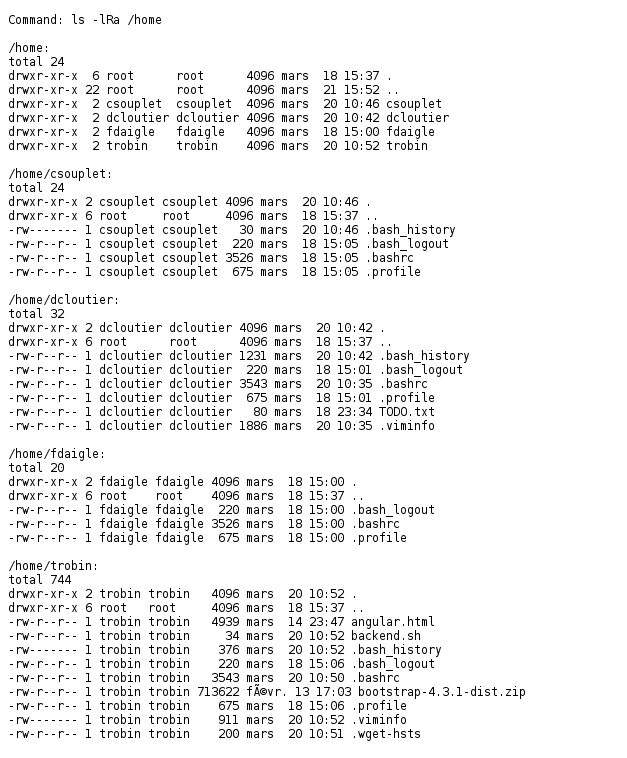 Command: ls -lRa /home

/home:
total 24
drwxr-xr-x  6 root      root      4096 mars  18 15:37 .
drwxr-xr-x 22 root      root      4096 mars  21 15:52 ..
drwxr-xr-x  2 csouplet  csouplet  4096 mars  20 10:46 csouplet
drwxr-xr-x  2 dcloutier dcloutier 4096 mars  20 10:42 dcloutier
drwxr-xr-x  2 fdaigle   fdaigle   4096 mars  18 15:00 fdaigle
drwxr-xr-x  2 trobin    trobin    4096 mars  20 10:52 trobin

/home/csouplet:
total 24
drwxr-xr-x 2 csouplet csouplet 4096 mars  20 10:46 .
drwxr-xr-x 6 root     root     4096 mars  18 15:37 ..
-rw------- 1 csouplet csouplet   30 mars  20 10:46 .bash_history
-rw-r--r-- 1 csouplet csouplet  220 mars  18 15:05 .bash_logout
-rw-r--r-- 1 csouplet csouplet 3526 mars  18 15:05 .bashrc
-rw-r--r-- 1 csouplet csouplet  675 mars  18 15:05 .profile

/home/dcloutier:
total 32
drwxr-xr-x 2 dcloutier dcloutier 4096 mars  20 10:42 .
drwxr-xr-x 6 root      root      4096 mars  18 15:37 ..
-rw-r--r-- 1 dcloutier dcloutier 1231 mars  20 10:42 .bash_history
-rw-r--r-- 1 dcloutier dcloutier  220 mars  18 15:01 .bash_logout
-rw-r--r-- 1 dcloutier dcloutier 3543 mars  20 10:35 .bashrc
-rw-r--r-- 1 dcloutier dcloutier  675 mars  18 15:01 .profile
-rw-r--r-- 1 dcloutier dcloutier   80 mars  18 23:34 TODO.txt
-rw-r--r-- 1 dcloutier dcloutier 1886 mars  20 10:35 .viminfo

/home/fdaigle:
total 20
drwxr-xr-x 2 fdaigle fdaigle 4096 mars  18 15:00 .
drwxr-xr-x 6 root    root    4096 mars  18 15:37 ..
-rw-r--r-- 1 fdaigle fdaigle  220 mars  18 15:00 .bash_logout
-rw-r--r-- 1 fdaigle fdaigle 3526 mars  18 15:00 .bashrc
-rw-r--r-- 1 fdaigle fdaigle  675 mars  18 15:00 .profile

/home/trobin:
total 744
drwxr-xr-x 2 trobin trobin   4096 mars  20 10:52 .
drwxr-xr-x 6 root   root     4096 mars  18 15:37 ..
-rw-r--r-- 1 trobin trobin   4939 mars  14 23:47 angular.html
-rw-r--r-- 1 trobin trobin     34 mars  20 10:52 backend.sh
-rw------- 1 trobin trobin    376 mars  20 10:52 .bash_history
-rw-r--r-- 1 trobin trobin    220 mars  18 15:06 .bash_logout
-rw-r--r-- 1 trobin trobin   3543 mars  20 10:50 .bashrc
-rw-r--r-- 1 trobin trobin 713622 fÃ©vr. 13 17:03 bootstrap-4.3.1-dist.zip
-rw-r--r-- 1 trobin trobin    675 mars  18 15:06 .profile
-rw------- 1 trobin trobin    911 mars  20 10:52 .viminfo
-rw-r--r-- 1 trobin trobin    200 mars  20 10:51 .wget-hsts